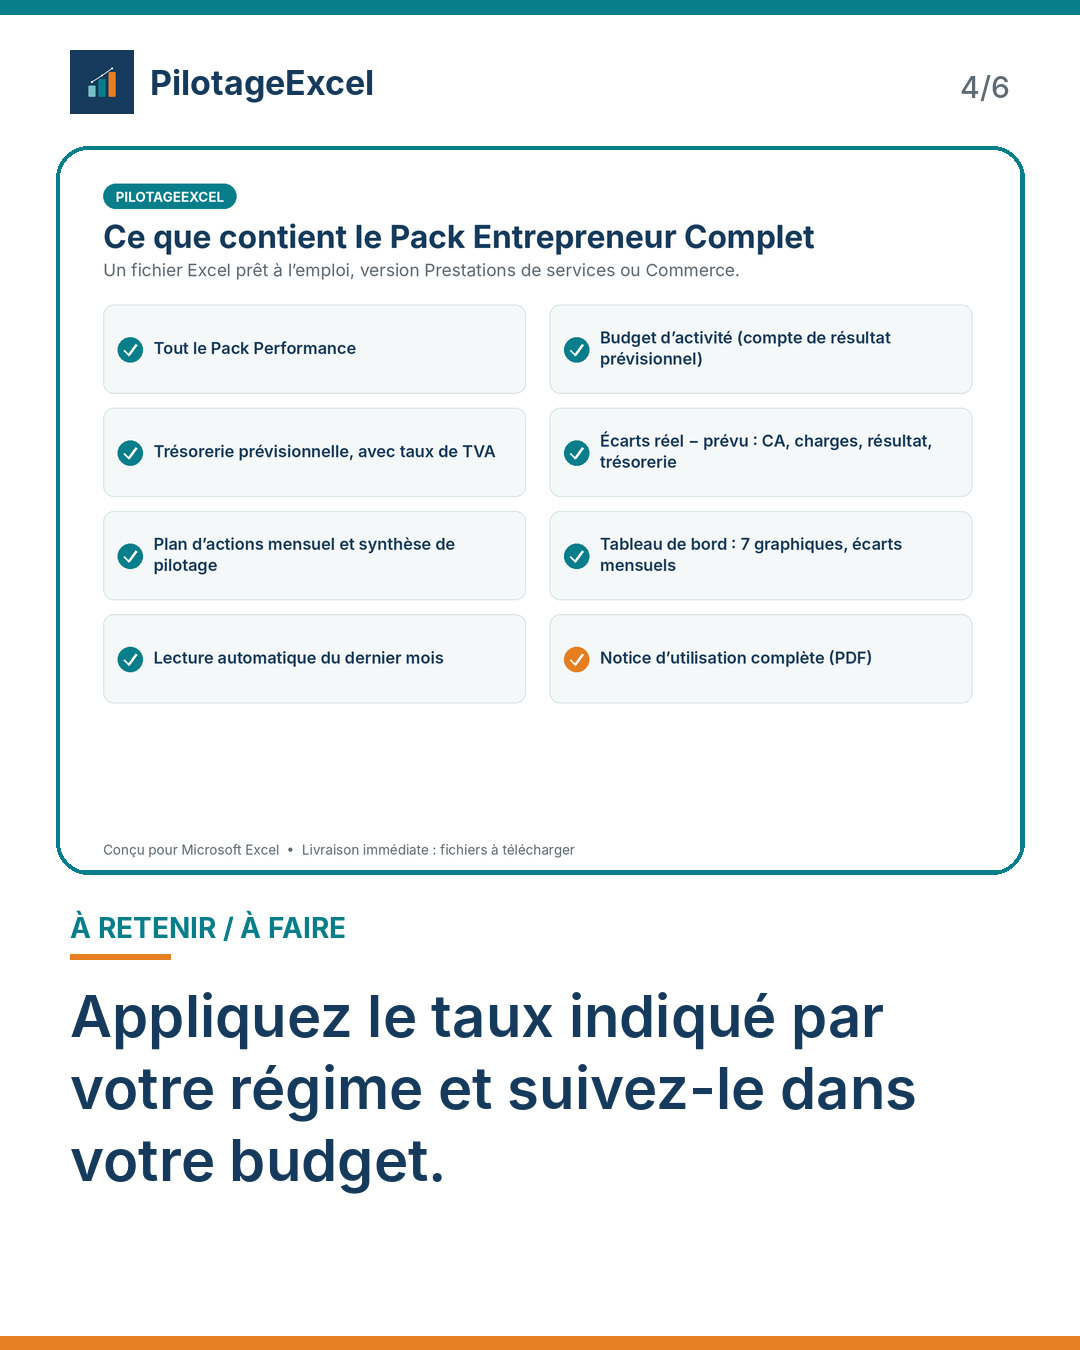 PilotageExcel
4/6
PILOTAGEEXCEL
Ce que contient le Pack Entrepreneur Complet
Un fichier Excel prêt à l’emploi, version Prestations de services ou Commerce.
Tout le Pack Performance
Budget d’activité (compte de résultat
prévisionnel)
Trésorerie prévisionnelle, avec taux de TVA
Écarts réel – prévu : CA, charges, résultat,
trésorerie
Plan d’actions mensuel et synthèse de
pilotage
Tableau de bord : 7 graphiques, écarts
mensuels
Lecture automatique du dernier mois
Notice d’utilisation complète (PDF)
Conçu pour Microsoft Excel • Livraison immédiate : fichiers à télécharger
À RETENIR / À FAIRE
Appliquez le taux indiqué par
votre régime et suivez-le dans
votre budget.